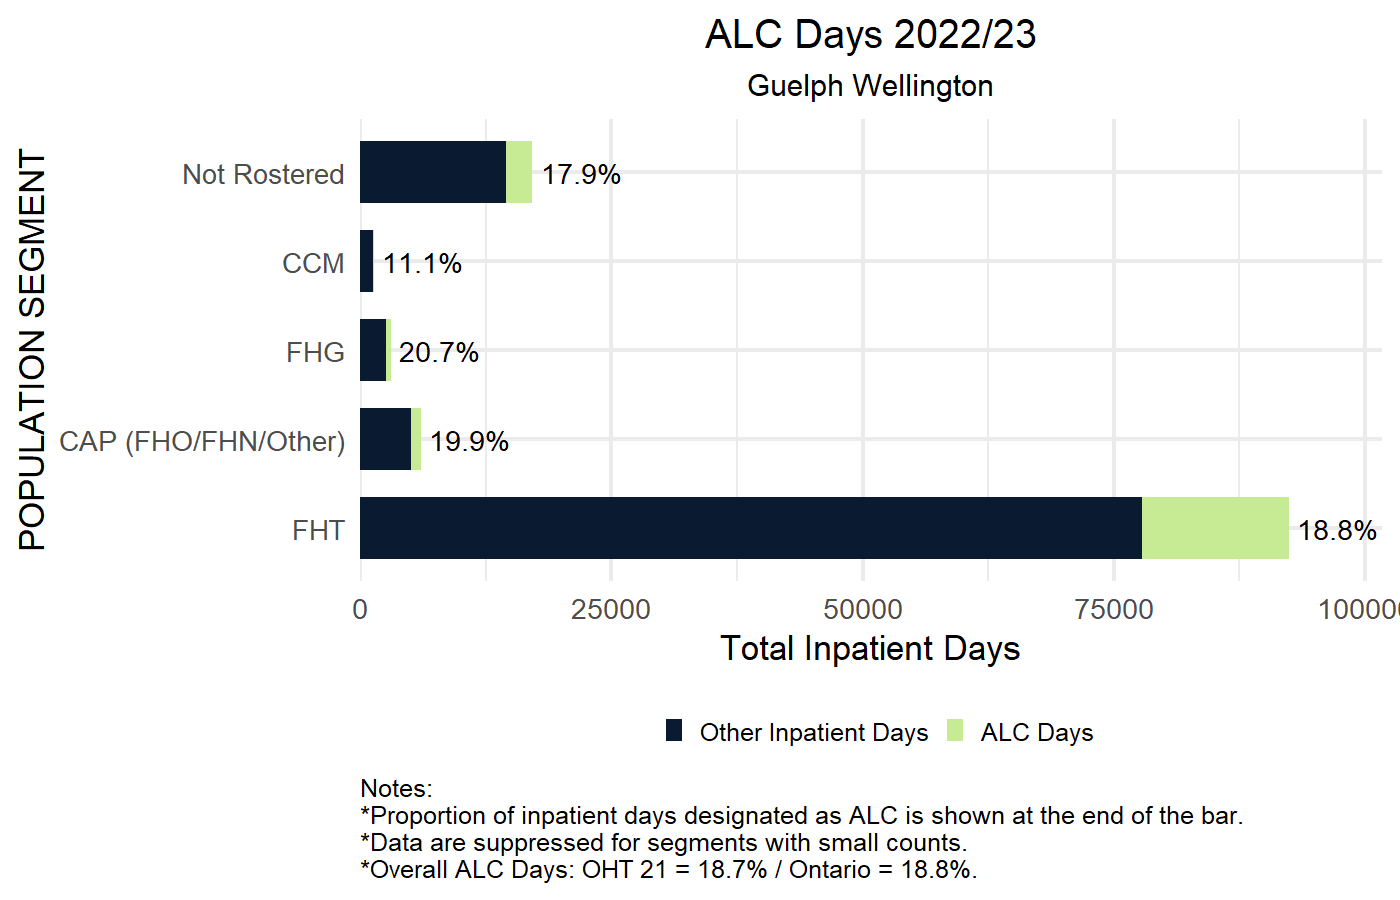 ALC Days 2022/23
Guelph Wellington
POPULATION SEGMENT
Not Rostered
17.9%
CCM
11.1%
FHG
20.7%
CAP (FHO/FHN/Other)
19.9%
FHT
18.8%
0 25000 50000 75000 100000
Total Inpatient Days
Other Inpatient Days ALC Days
Notes:
*Proportion of inpatient days designated as ALC is shown at the end of the bar.
*Data are suppressed for segments with small counts.
*Overall ALC Days: OHT 21 = 18.7% / Ontario = 18.8%.